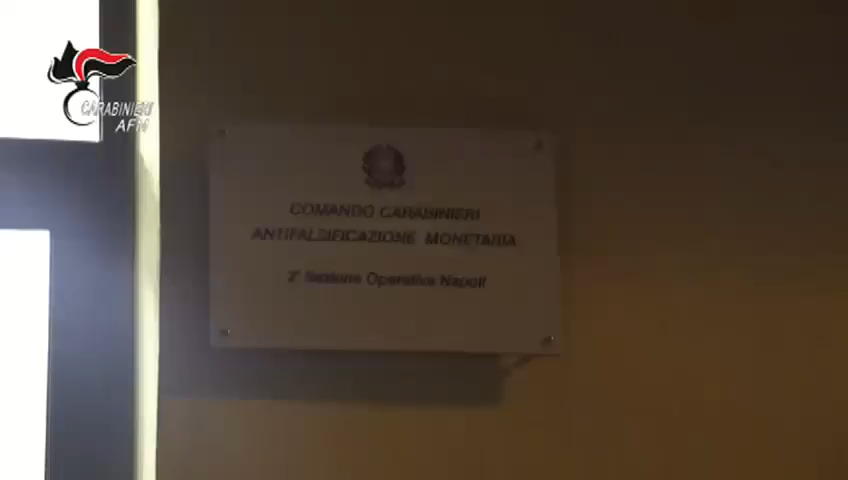 CARABINIERI
AFM
COMANDO CARABINIERI
ANTIFALSIFICAZIONE MONETARIA
2ª Sezione Operativa Napoli